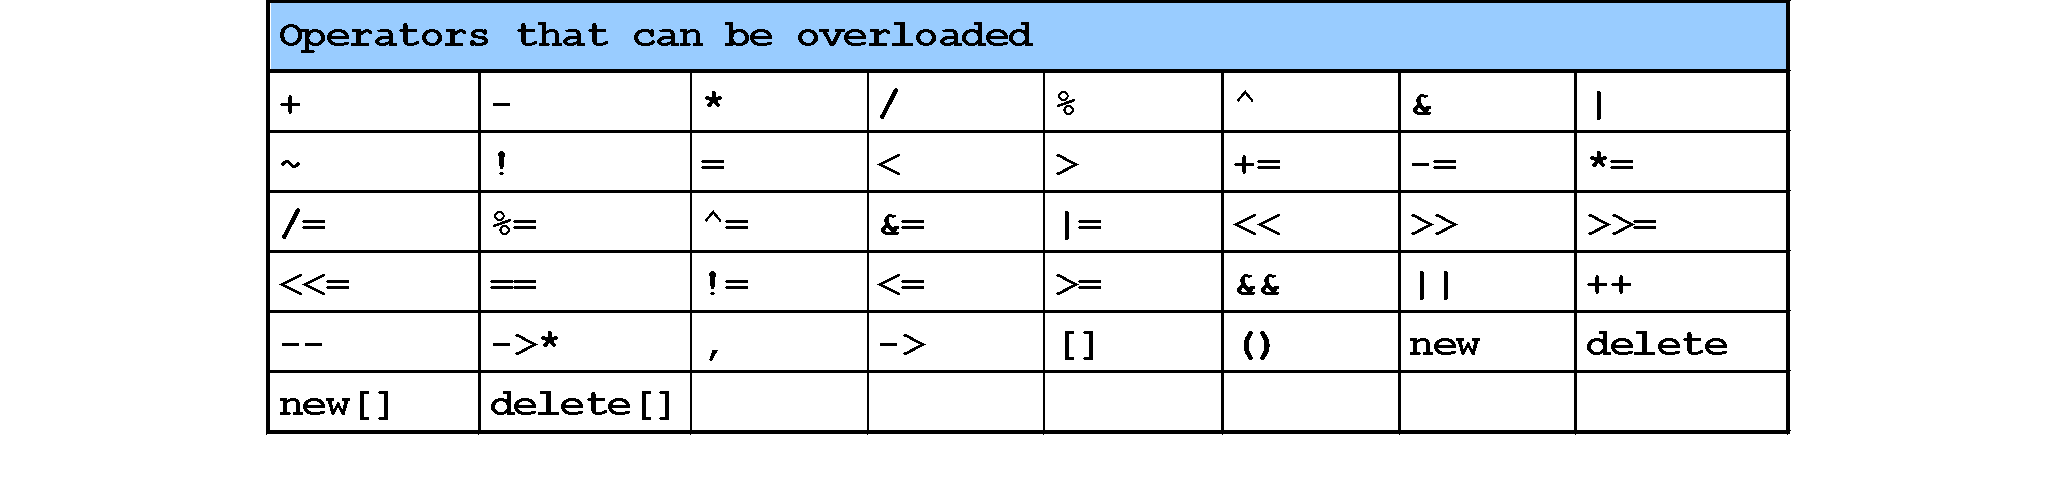 Operators that can be overloaded
+ - * / % ^ & |
~ ! = < > += -= *=
/= %= ^= &= |= << >> >>=
<<= == != <= >= && || ++
-- ->* , -> [] () new delete
new[] delete[]